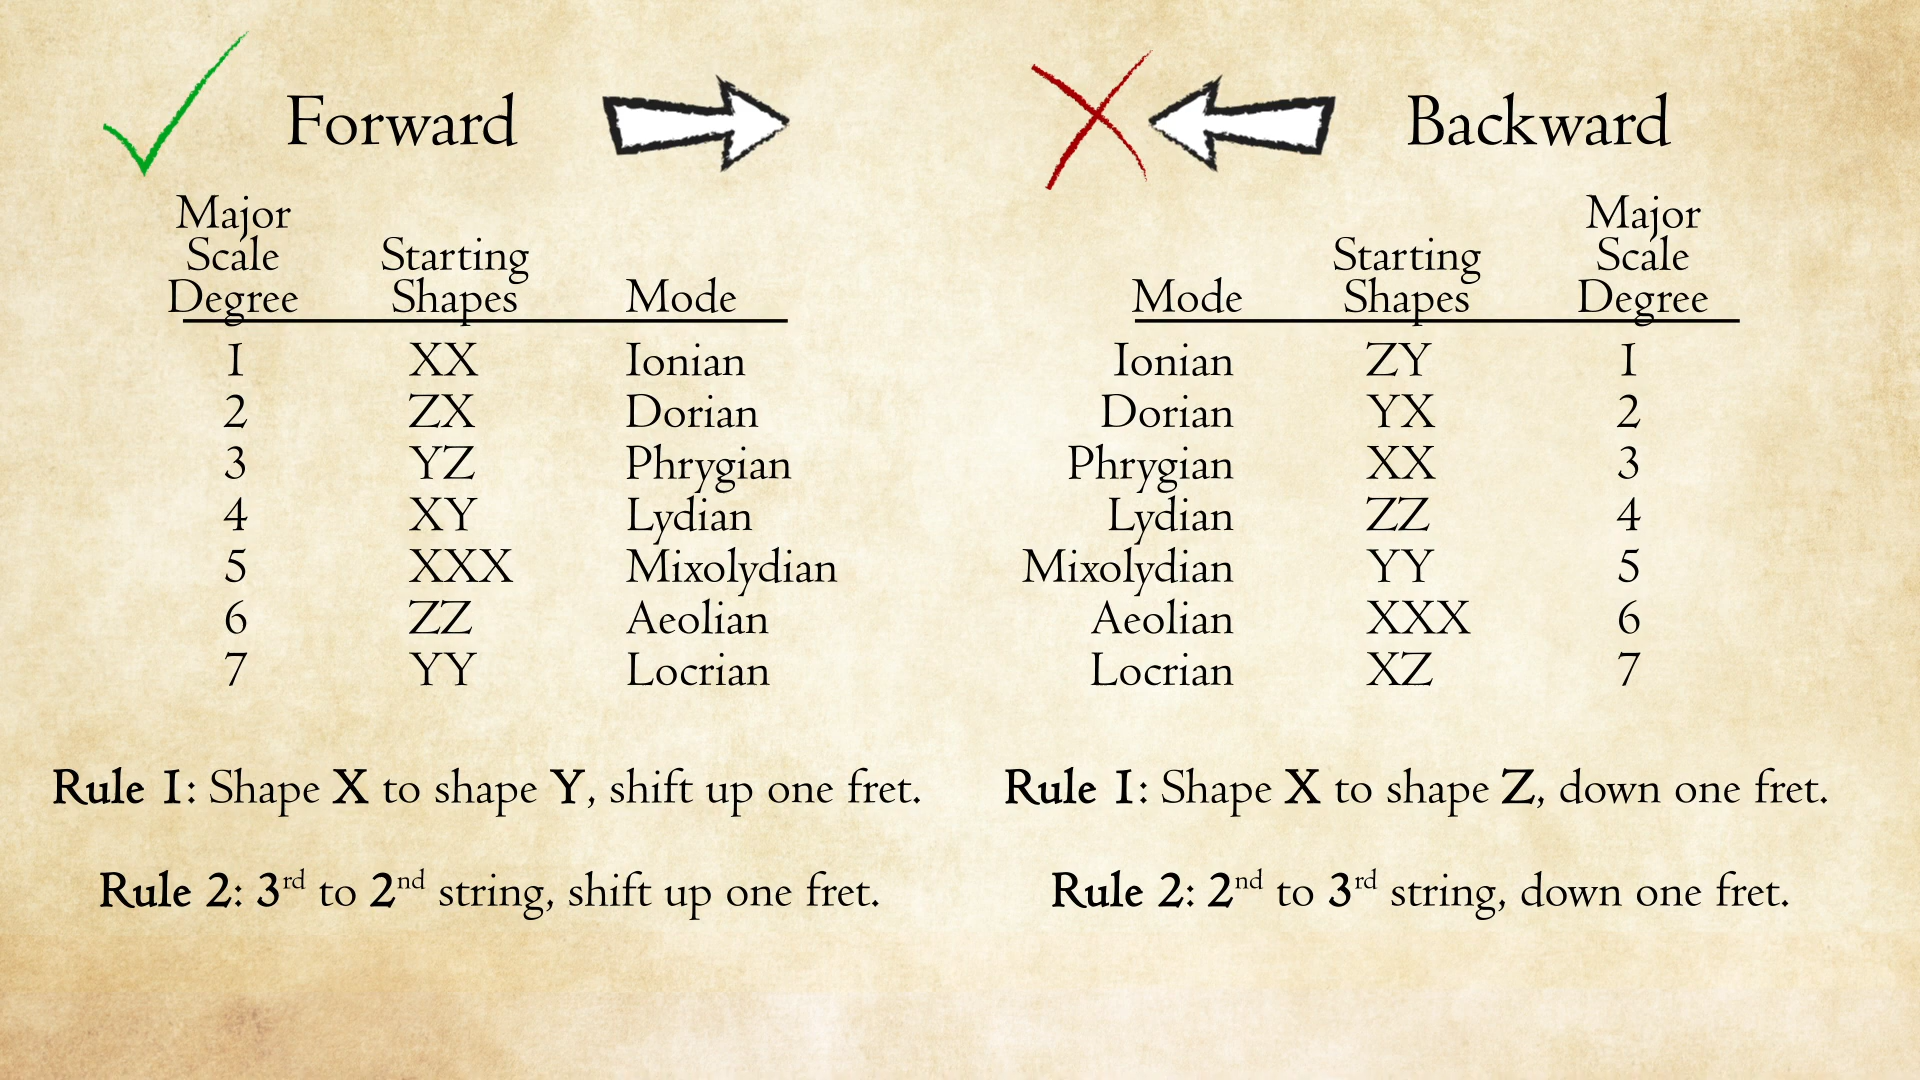 Forward
Major
Scale Starting
Degree Shapes Mode
1 XX Ionian
2 ZX Dorian
3 YZ Phrygian
4 XY Lydian
5 XXX Mixolydian
6 ZZ Aeolian
7 YY Locrian
Rule 1: Shape X to shape Y, shift up one fret.
Rule 2: 3rd to 2nd string, shift up one fret.
Backward
Major
Starting Scale
Mode Shapes Degree
Ionian ZY 1
Dorian YX 2
Phrygian XX 3
Lydian ZZ 4
Mixolydian YY 5
Aeolian XXX 6
Locrian XZ 7
Rule 1: Shape X to shape Z, down one fret.
Rule 2: 2nd to 3rd string, down one fret.